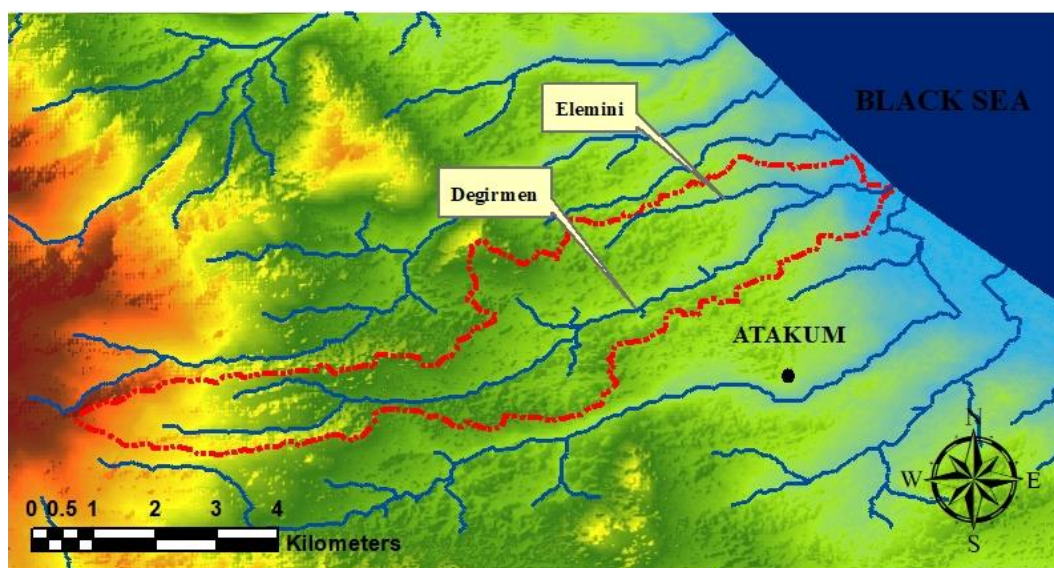 BLACK SEA
Elemini
Degirmen
ATAKUM
N
W E
S
0 0.5 1 2 3 4
Kilometers